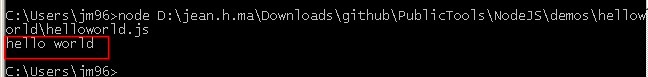 C:\Users\jm96>node D:\jean.h.ma\Downloads\github\PublicTools\NodeJS\demos\hellow
orld\helloworld.js
hello world
C:\Users\jm96>